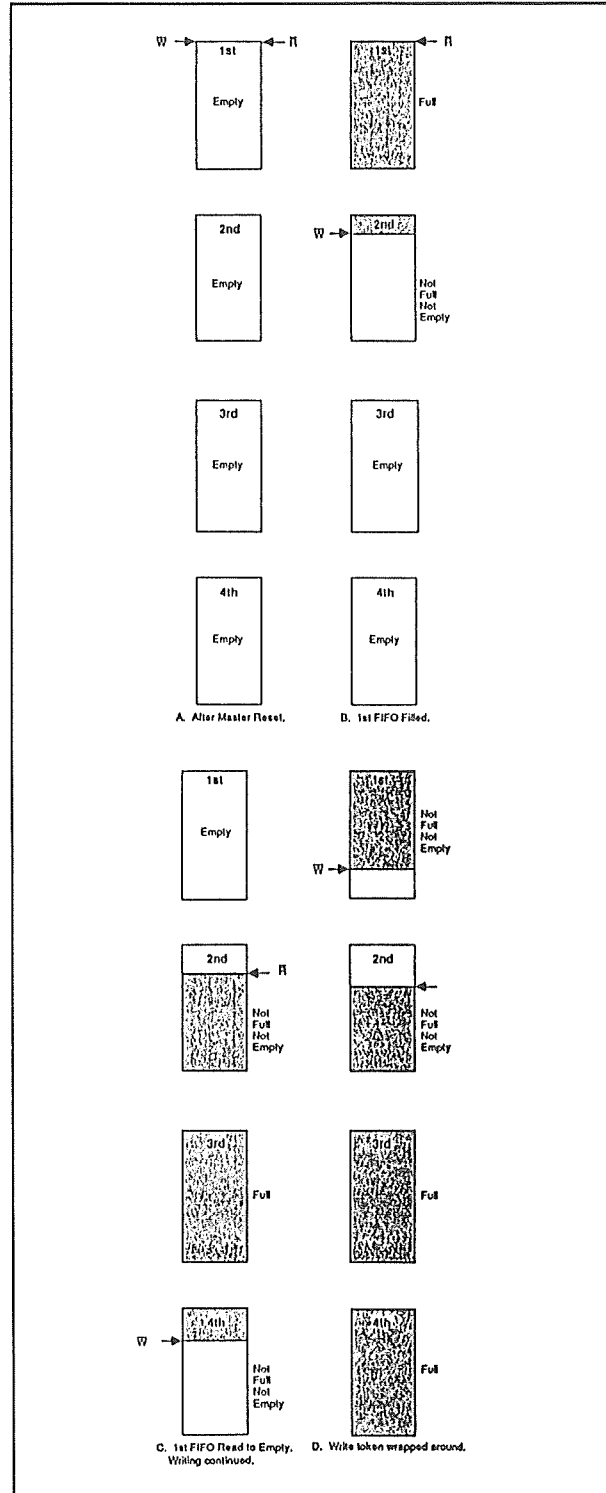 W 1st R
Empty
2nd
Empty
3rd
Empty
4th
Empty
A. After Master Reset.
1st R
Full
W 2nd
Not
Full
Not
Empty
3rd
Empty
4th
Empty
B. 1st FIFO Filled.
1st
Empty
2nd R
Not
Full
Not
Empty
3rd
Full
W 4th
Not
Full
Not
Empty
C. 1st FIFO Read to Empty.
Writing continued.
1st
Not
Full
Not
Empty
W
2nd
Not
Full
Not
Empty
3rd
Full
4th
Full
D. Write token wrapped around.